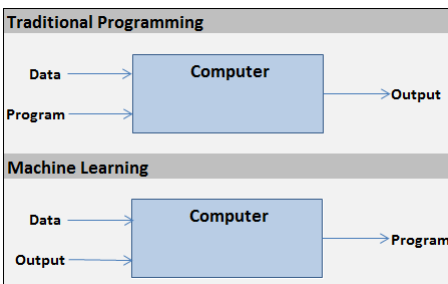 Traditional Programming
Computer
Data
Output
Program
Machine Learning
Computer
Data
Program
Output